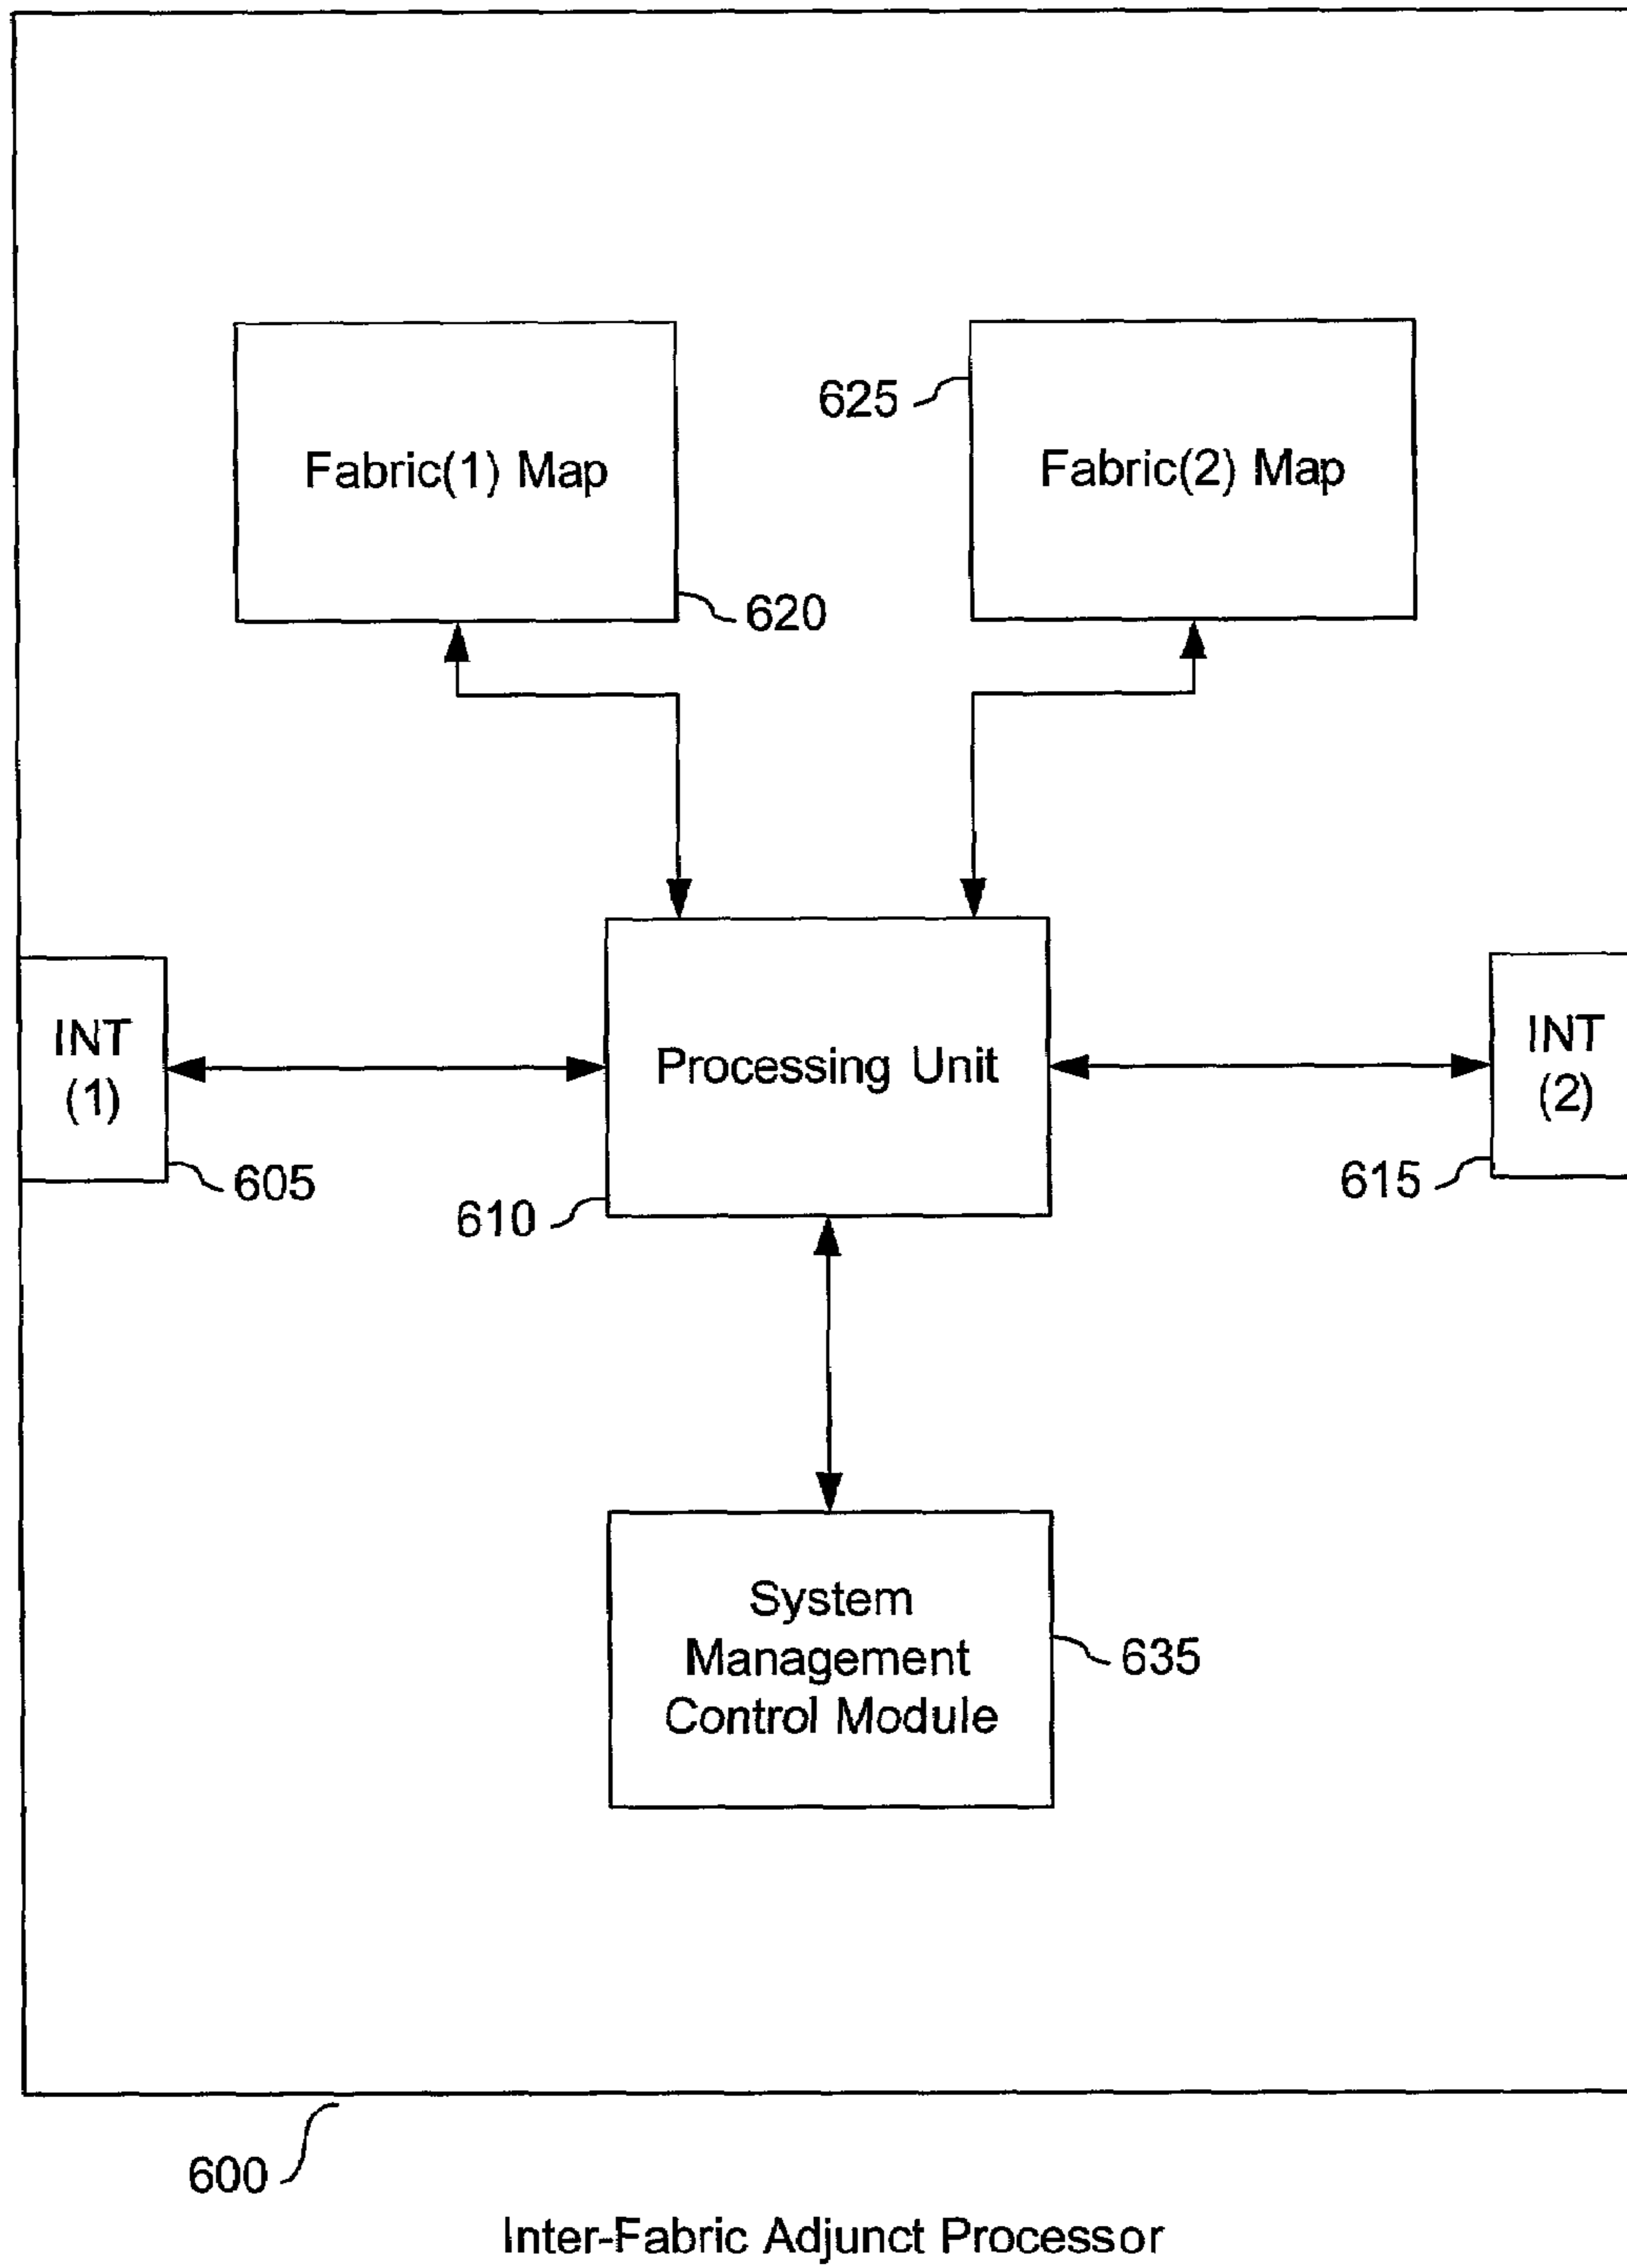 625
Fabric(1) Map
Fabric(2) Map
620
INT
(1)
Processing Unit
INT
(2)
605
610
615
System
Management
Control Module
635
600
Inter-Fabric Adjunct Processor